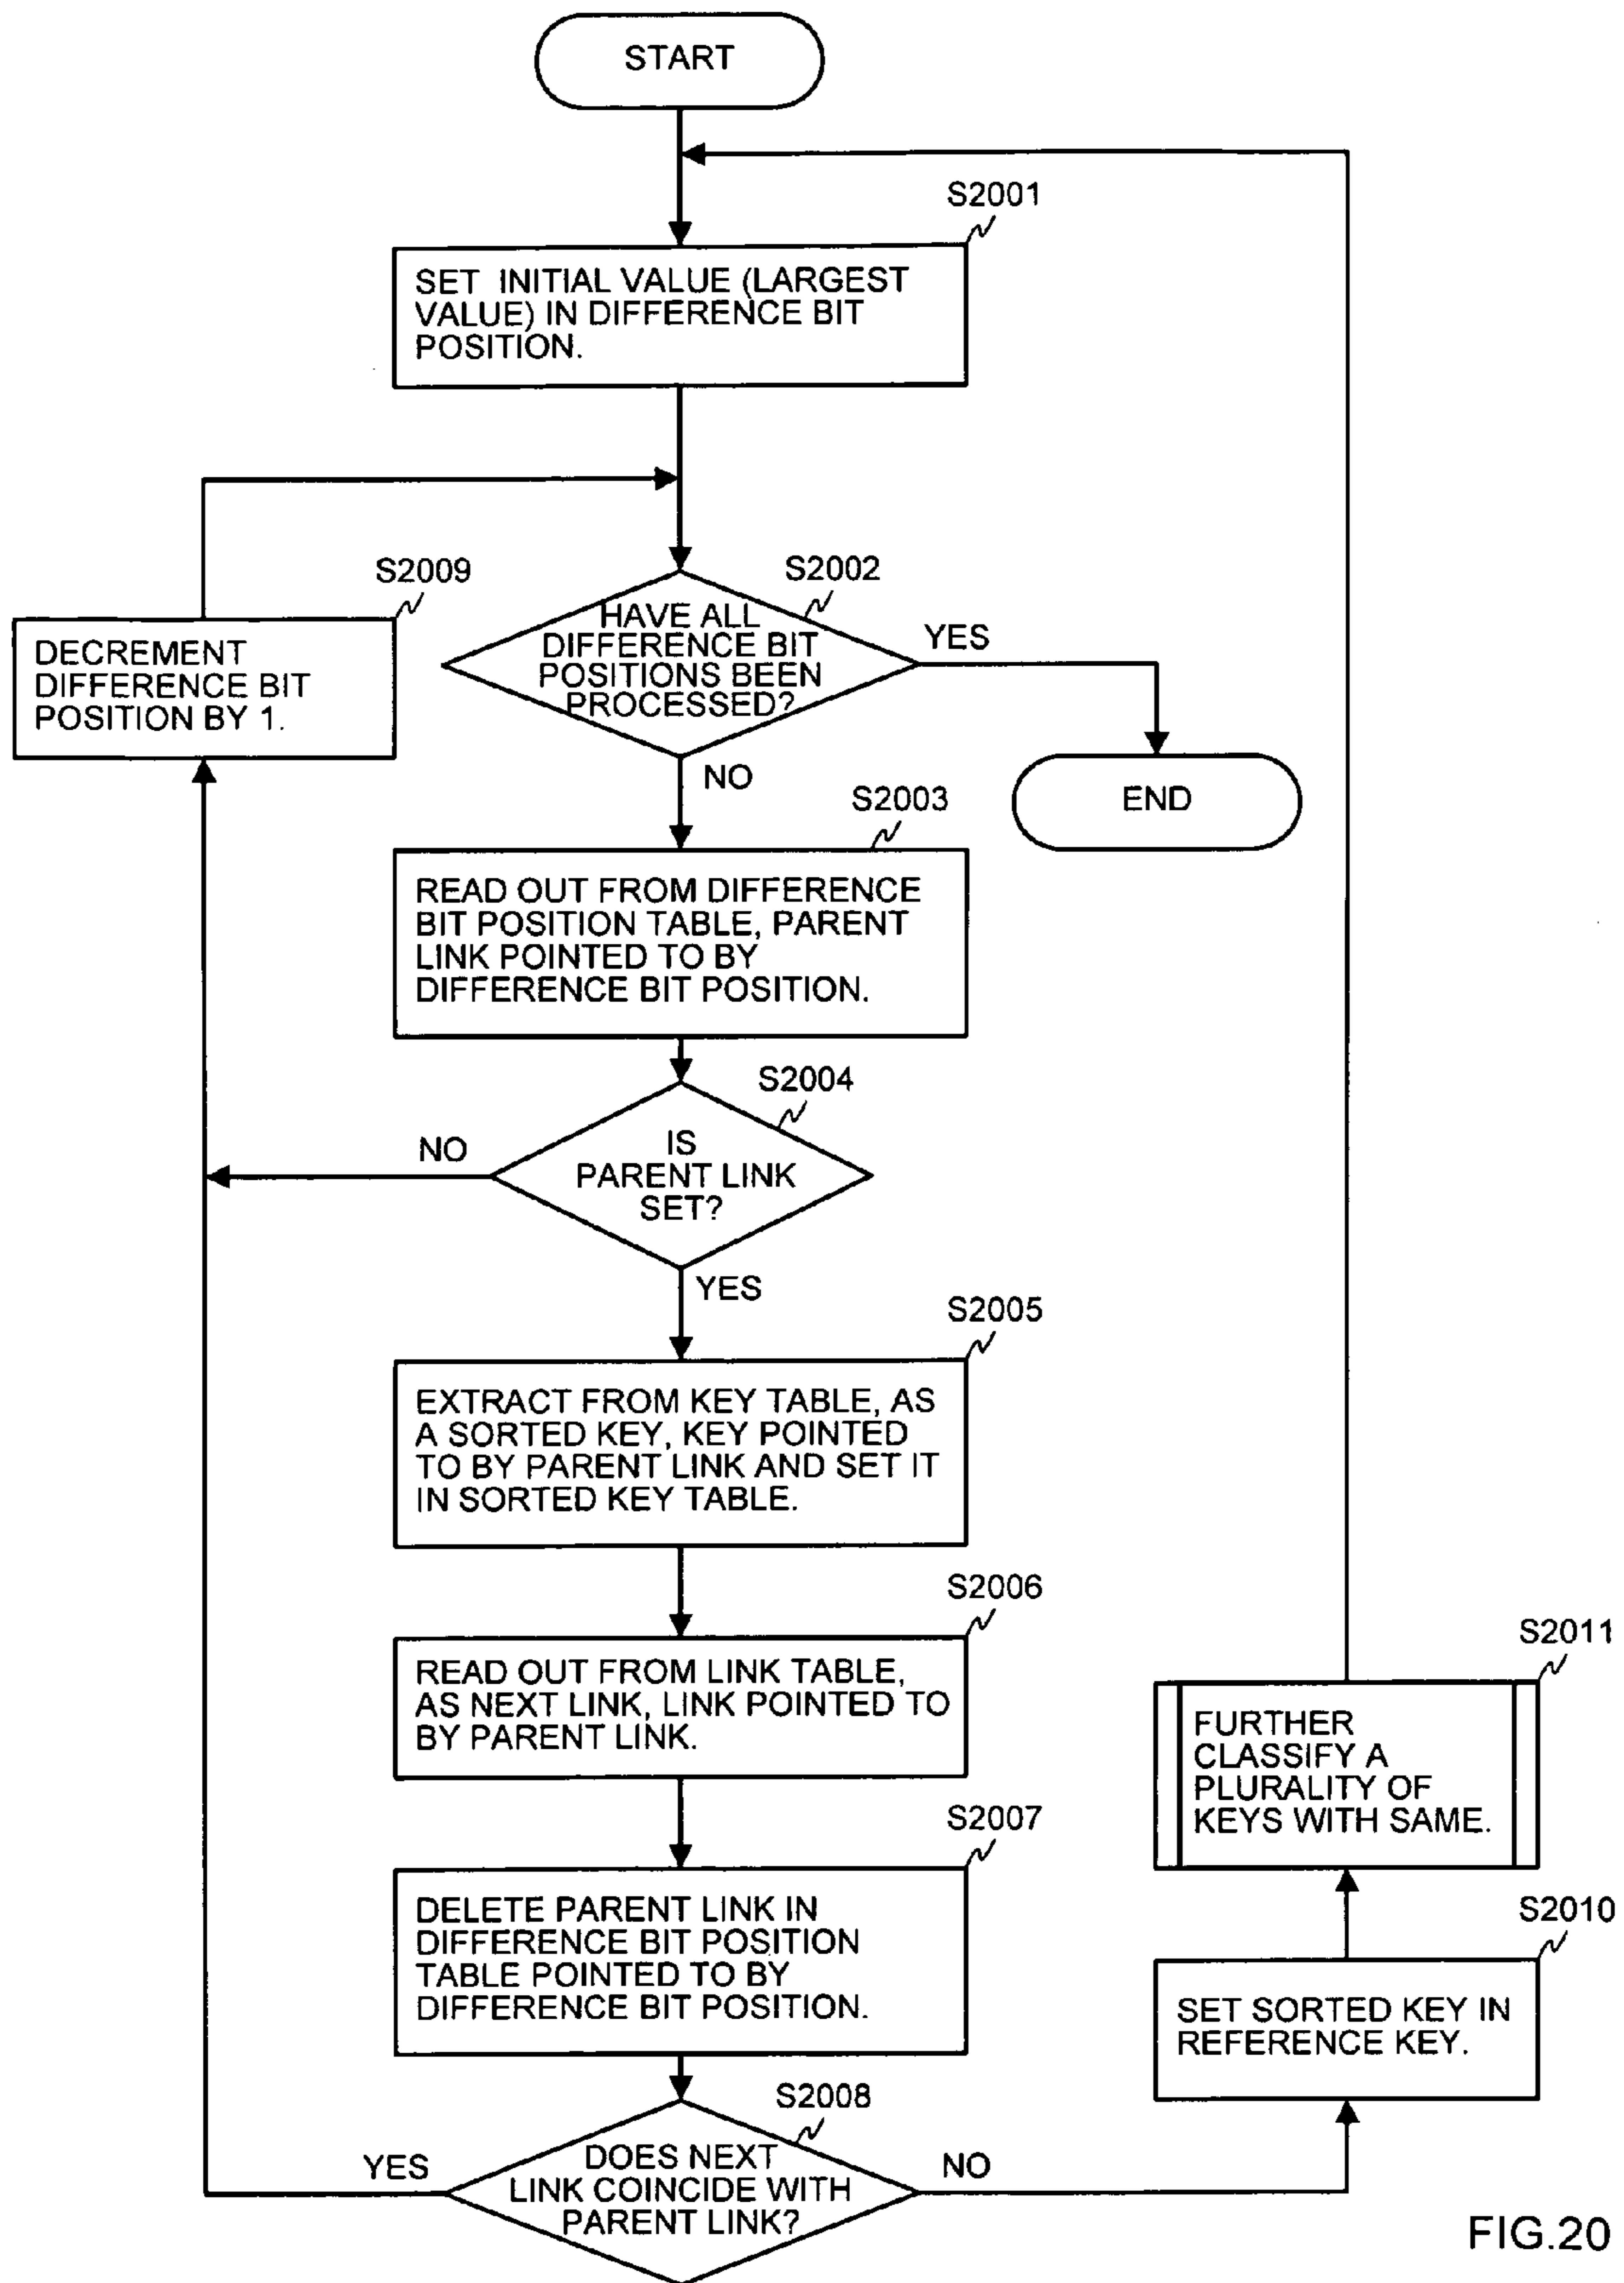 START
S2001
SET INITIAL VALUE (LARGEST
VALUE) IN DIFFERENCE BIT
POSITION.
S2009
DECREMENT
DIFFERENCE BIT
POSITION BY 1.
S2002
HAVE ALL
DIFFERENCE BIT
POSITIONS BEEN
PROCESSED?
YES
NO
END
S2003
READ OUT FROM DIFFERENCE
BIT POSITION TABLE, PARENT
LINK POINTED TO BY
DIFFERENCE BIT POSITION.
S2004
IS
PARENT LINK
SET?
NO
YES
S2005
EXTRACT FROM KEY TABLE, AS
A SORTED KEY, KEY POINTED
TO BY PARENT LINK AND SET IT
IN SORTED KEY TABLE.
S2006
READ OUT FROM LINK TABLE,
AS NEXT LINK, LINK POINTED TO
BY PARENT LINK.
S2007
DELETE PARENT LINK IN
DIFFERENCE BIT POSITION
TABLE POINTED TO BY
DIFFERENCE BIT POSITION.
S2008
DOES NEXT
LINK COINCIDE WITH
PARENT LINK?
YES
NO
S2010
SET SORTED KEY IN
REFERENCE KEY.
S2011
FURTHER
CLASSIFY A
PLURALITY OF
KEYS WITH SAME.
FIG.20